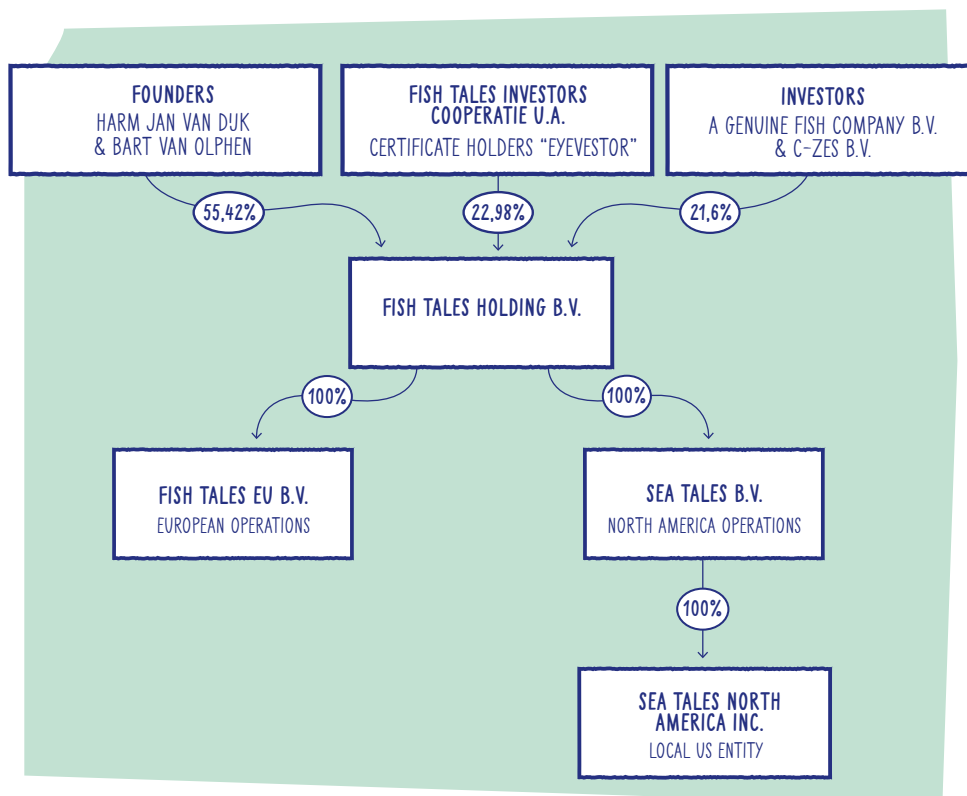 FOUNDERS
HARM JAN VAN DIJK
& BART VAN OLPHEN
FISH TALES INVESTORS
COOPERATIE U.A.
CERTIFICATE HOLDERS "EYEVESTOR"
INVESTORS
A GENUINE FISH COMPANY B.V.
& C-ZES B.V.
55,42%
22,98%
21,6%
FISH TALES HOLDING B.V.
100%
100%
FISH TALES EU B.V.
EUROPEAN OPERATIONS
SEA TALES B.V.
NORTH AMERICA OPERATIONS
100%
SEA TALES NORTH
AMERICA INC.
LOCAL US ENTITY